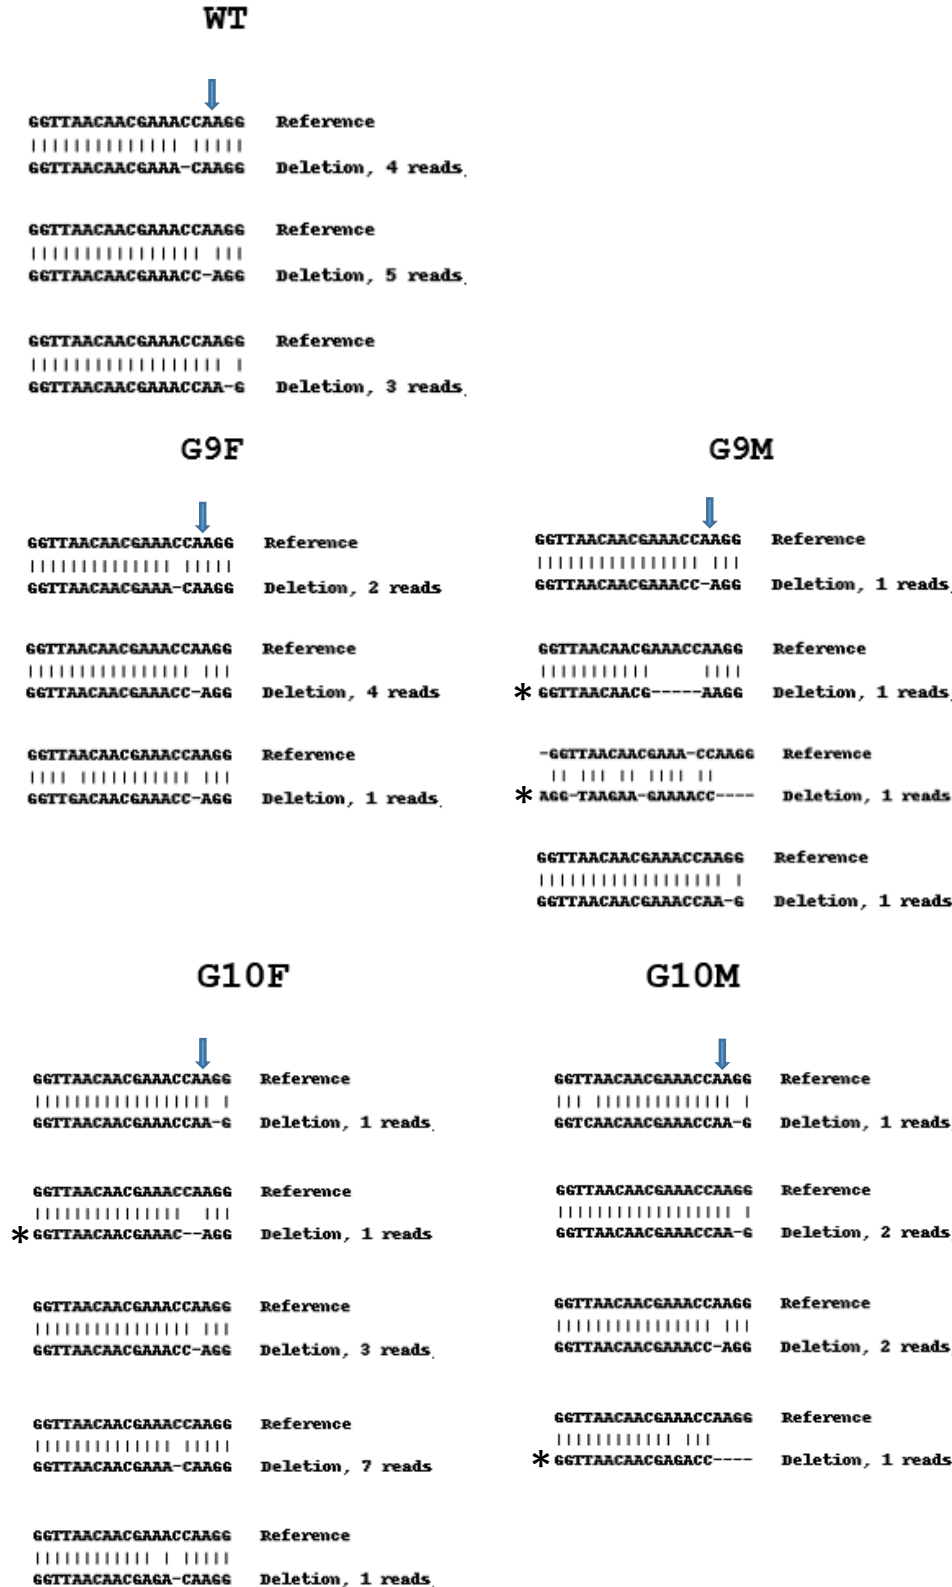 WT
GGTTAACAACGAAACCAAGG Reference
|||||||||||||| |||||
GGTTAACAACGAAA-CAAGG Deletion, 4 reads.
GGTTAACAACGAAACCAAGG Reference
|||||||||||||||| |||
GGTTAACAACGAAACC-AGG Deletion, 5 reads.
GGTTAACAACGAAACCAAGG Reference
|||||||||||||||||| |
GGTTAACAACGAAACCAA-G Deletion, 3 reads.
G9F
GGTTAACAACGAAACCAAGG Reference
|||||||||||||| |||||
GGTTAACAACGAAA-CAAGG Deletion, 2 reads
GGTTAACAACGAAACCAAGG Reference
|||||||||||||||| |||
GGTTAACAACGAAACC-AGG Deletion, 4 reads
GGTTAACAACGAAACCAAGG Reference
|||| ||||||||||| |||
GGTTGACAACGAAACC-AGG Deletion, 1 reads.
G9M
GGTTAACAACGAAACCAAGG Reference
|||||||||||||||| |||
GGTTAACAACGAAACC-AGG Deletion, 1 reads.
GGTTAACAACGAAACCAAGG Reference
||||||||||| ||||
* GGTTAACAACG-----AAGG Deletion, 1 reads.
-GGTTAACAACGAAA-CCAAGG Reference
|| ||| || |||| ||
* AGG-TAAGAA-GAAAACC---- Deletion, 1 reads
GGTTAACAACGAAACCAAGG Reference
|||||||||||||||||| |
GGTTAACAACGAAACCAA-G Deletion, 1 reads
G10F
GGTTAACAACGAAACCAAGG Reference
|||||||||||||||||| |
GGTTAACAACGAAACCAA-G Deletion, 1 reads.
GGTTAACAACGAAACCAAGG Reference
||||||||||||||| |||
* GGTTAACAACGAAAC--AGG Deletion, 1 reads
GGTTAACAACGAAACCAAGG Reference
|||||||||||||||| |||
GGTTAACAACGAAACC-AGG Deletion, 3 reads.
GGTTAACAACGAAACCAAGG Reference
|||||||||||||| |||||
GGTTAACAACGAAA-CAAGG Deletion, 7 reads
GGTTAACAACGAAACCAAGG Reference
|||||||||||| | |||||
GGTTAACAACGAGA-CAAGG Deletion, 1 reads.
G10M
GGTTAACAACGAAACCAAGG Reference
||| |||||||||||||| |
GGTCAACAACGAAACCAA-G Deletion, 1 reads
GGTTAACAACGAAACCAAGG Reference
|||||||||||||||||| |
GGTTAACAACGAAACCAA-G Deletion, 2 reads
GGTTAACAACGAAACCAAGG Reference
|||||||||||||||| |||
GGTTAACAACGAAACC-AGG Deletion, 2 reads
GGTTAACAACGAAACCAAGG Reference
|||||||||||| |||
* GGTTAACAACGAGACC---- Deletion, 1 reads